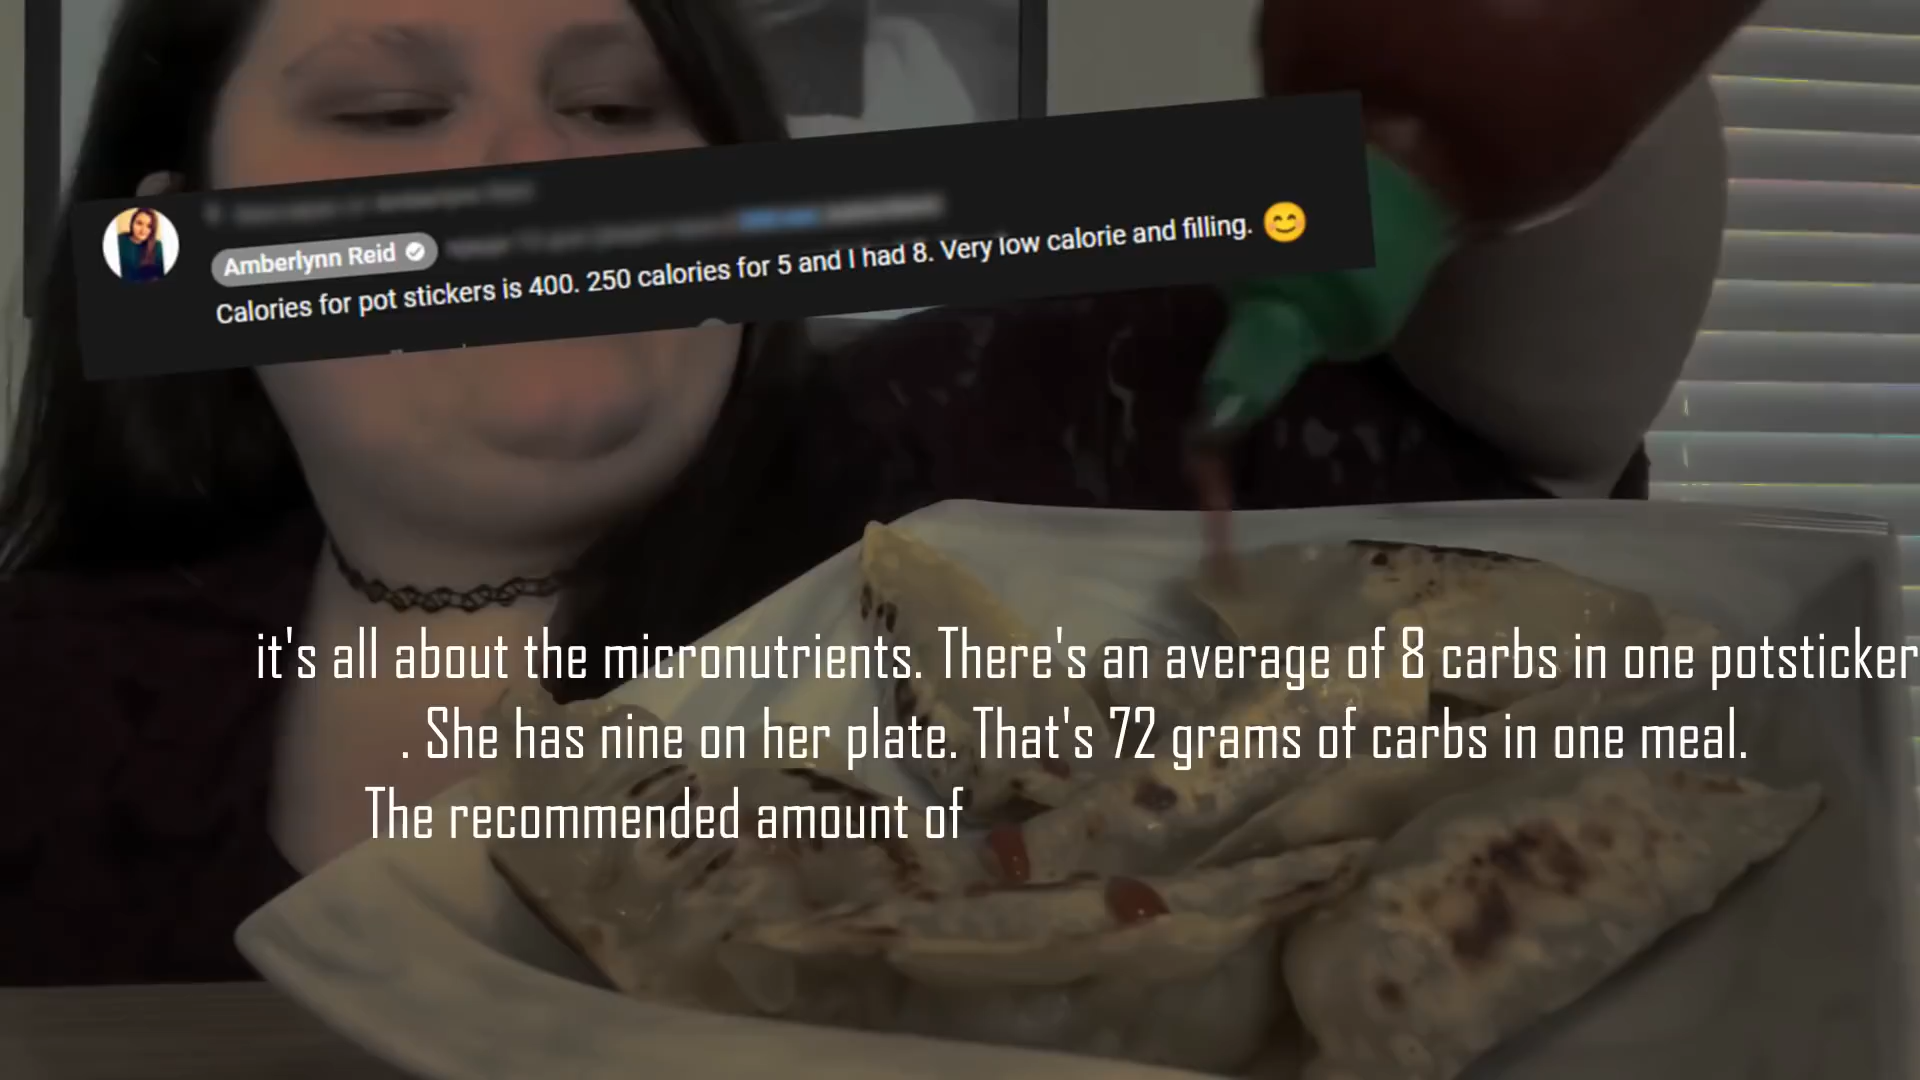 Amberlynn Reid
Calories for pot stickers is 400. 250 calories for 5 and I had 8. Very low calorie and filling. 😊
it's all about the micronutrients. There's an average of 8 carbs in one potsticker
. She has nine on her plate. That's 72 grams of carbs in one meal.
The recommended amount of